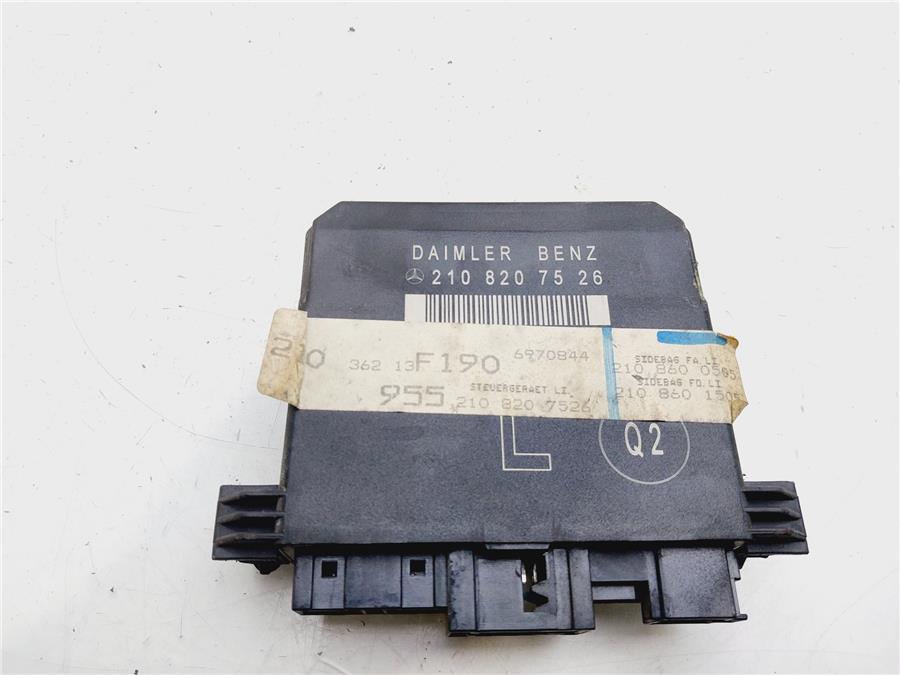 DAIMLER BENZ
210 820 75 26
210 362 13 F190 6970844
955 STEUERGERAET LI.
210 820 7526
SIDEBAG FA.LI
210 860 0505
SIDEBAG FO.LI
210 860 1505
L
Q2